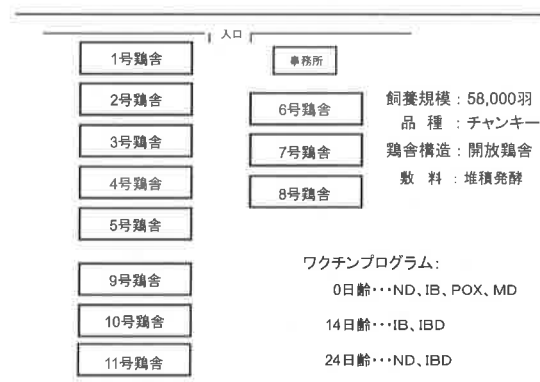 入口
事務所
1号鶏舎
2号鶏舎
3号鶏舎
4号鶏舎
5号鶏舎
6号鶏舎
7号鶏舎
8号鶏舎
9号鶏舎
10号鶏舎
11号鶏舎
飼養規模：58,000羽
品　種　：チャンキー
鶏舎構造：開放鶏舎
敷　料　：堆積発酵
ワクチンプログラム：
0日齢･･･ND、IB、POX、MD
14日齢･･･IB、IBD
24日齢･･･ND、IBD